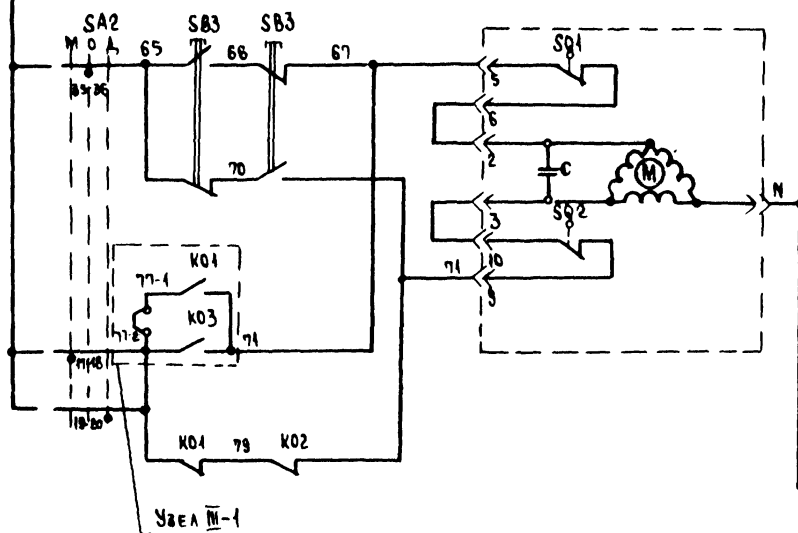 SA2 SB3 SB3
М О Д 65 66 67 SQ1
35-36 5
6
2
C М
70 N
3 SQ2
КО1 10
77-1 71
9
КО3
77-2 71
17-18
19-20
КО1 79 КО2
УЗЕЛ III-1